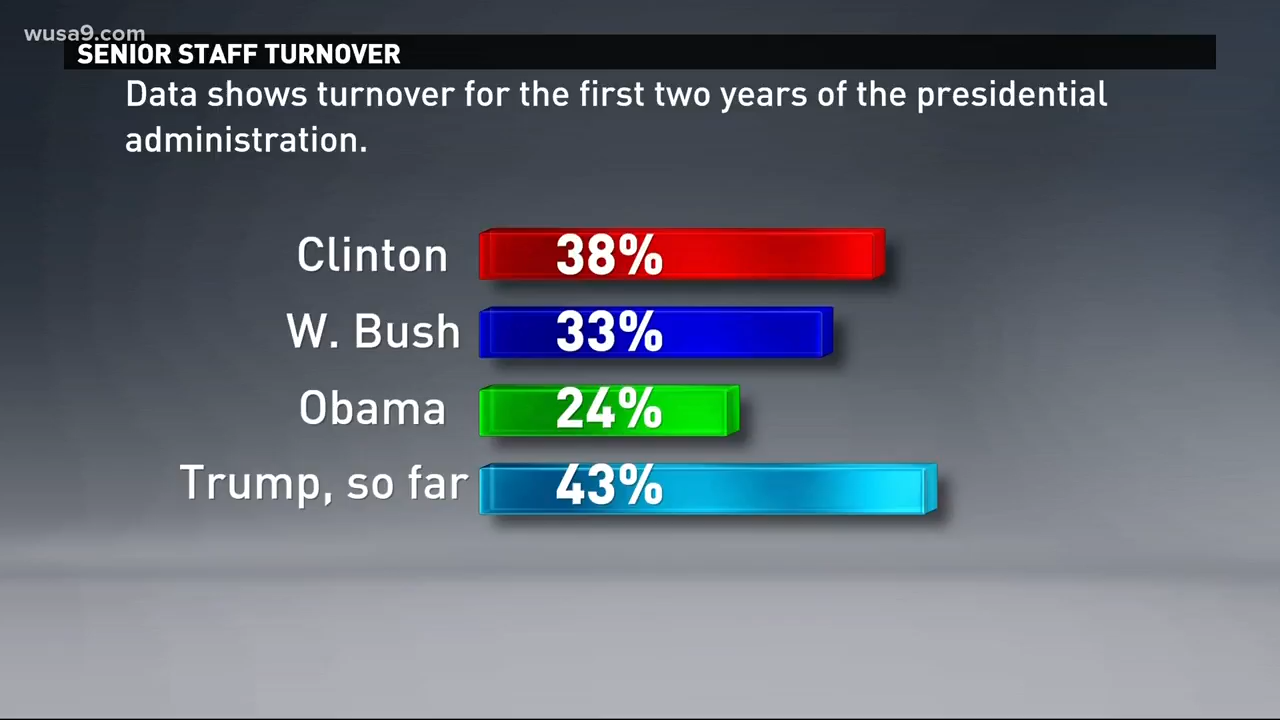 wusa9.com
SENIOR STAFF TURNOVER
Data shows turnover for the first two years of the presidential
administration.
Clinton 38%
W. Bush 33%
Obama 24%
Trump, so far 43%